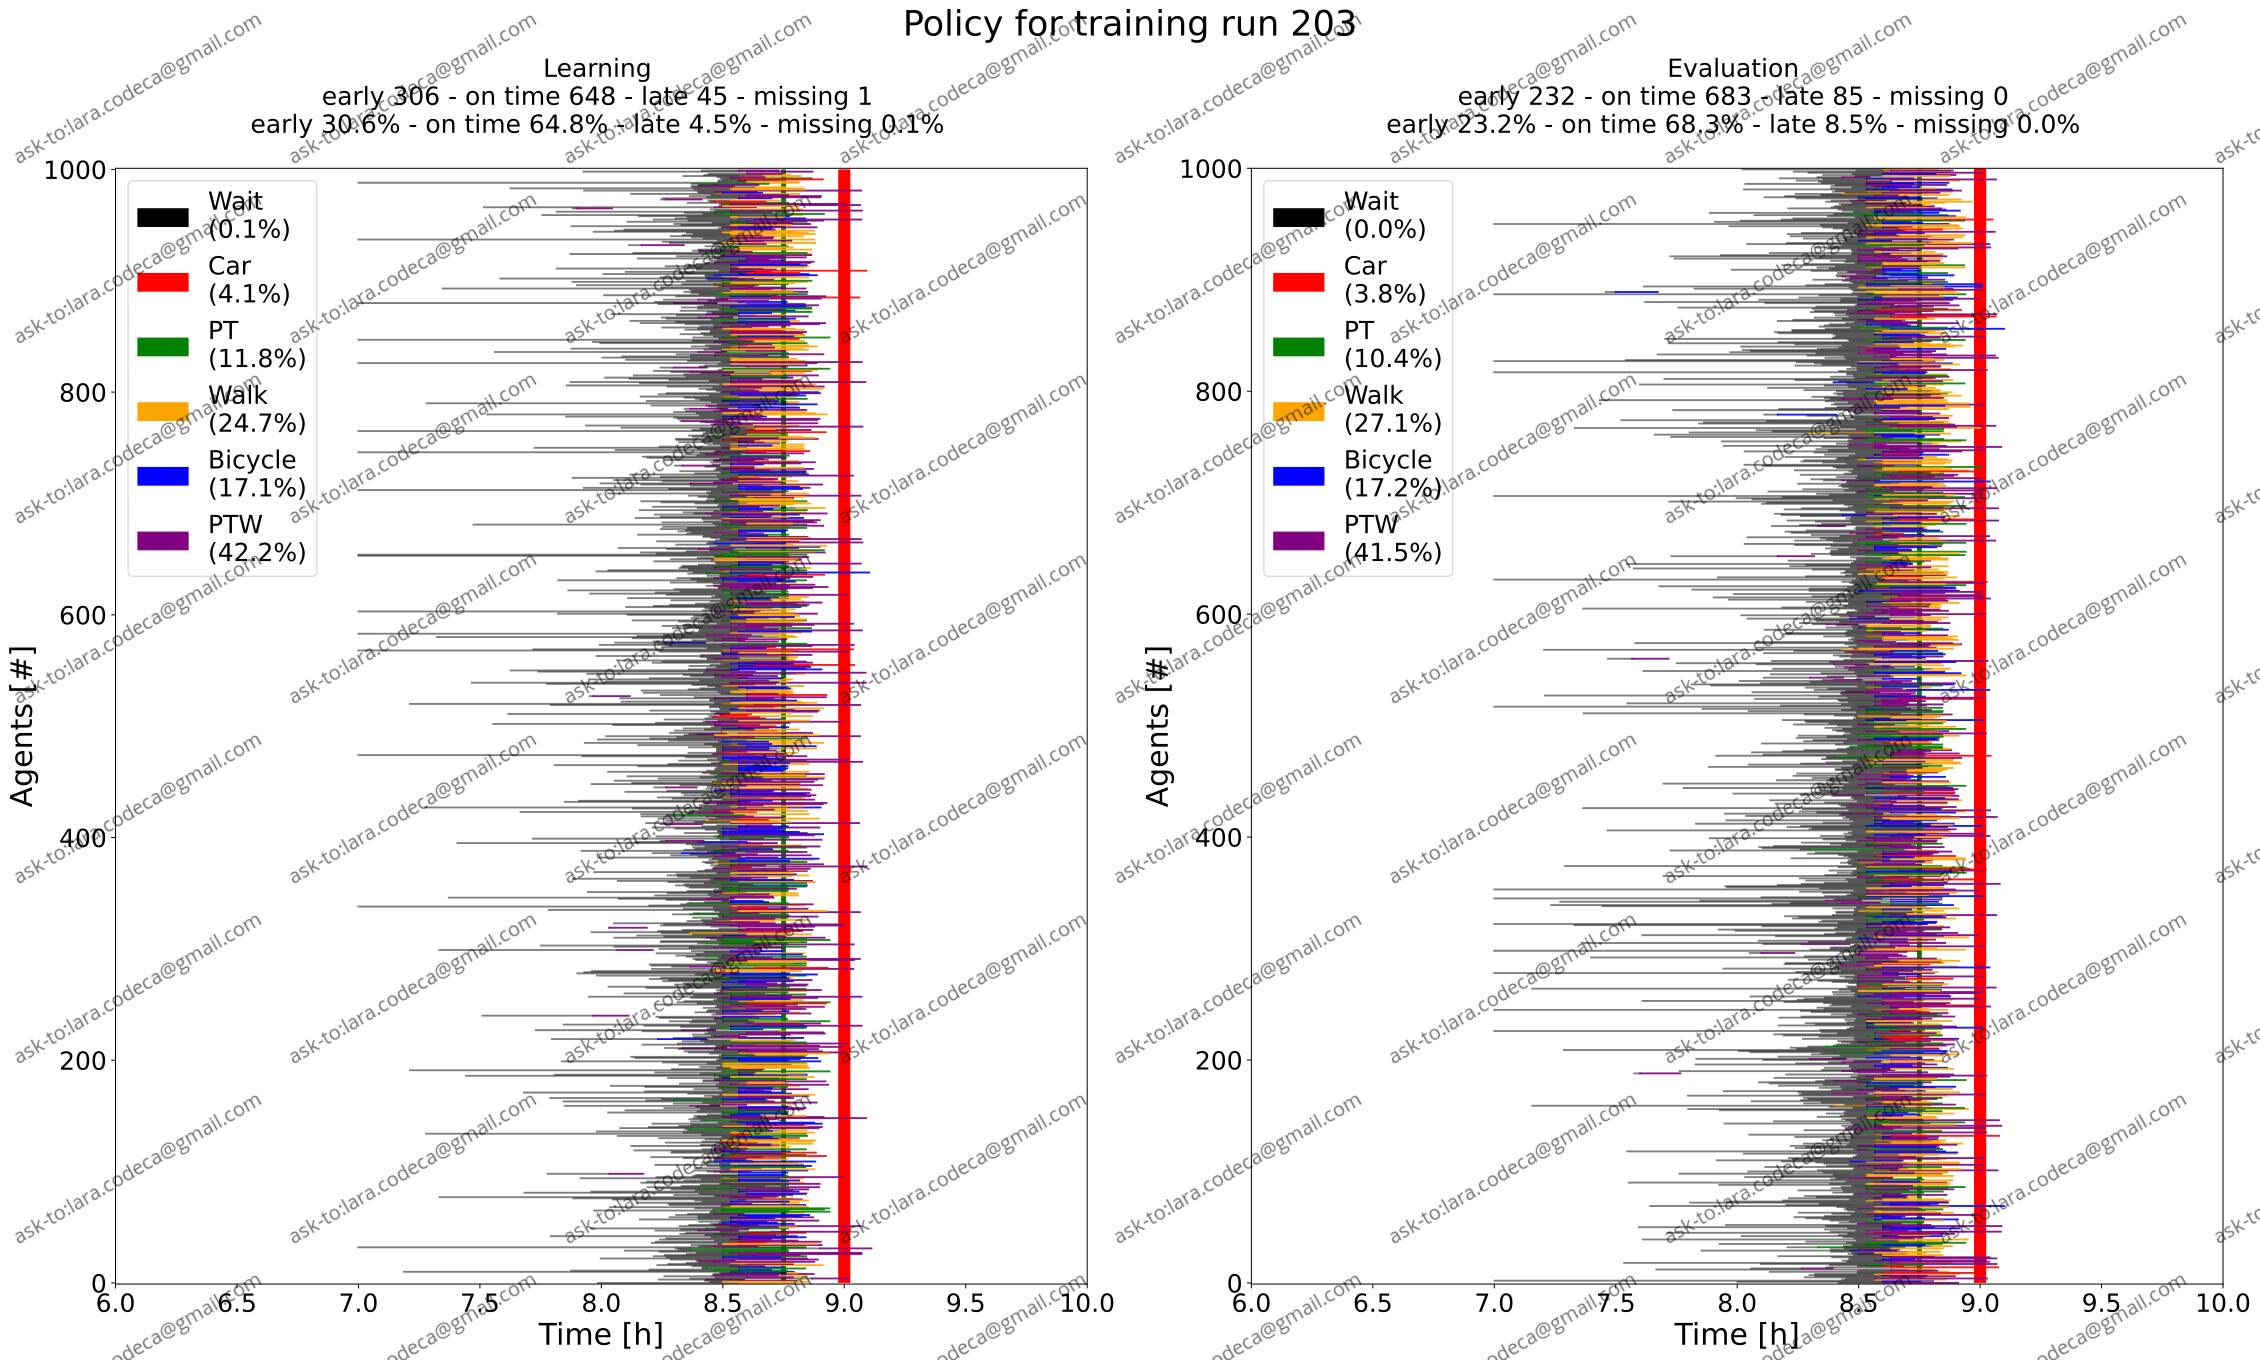 Policy for training run 203
Learning
early 306 - on time 648 - late 45 - missing 1
early 30.6% - on time 64.8% - late 4.5% - missing 0.1%
1000
800
600
400
200
0
Agents [#]
Wait
(0.1%)
Car
(4.1%)
PT
(11.8%)
Walk
(24.7%)
Bicycle
(17.1%)
PTW
(42.2%)
6.0 6.5 7.0 7.5 8.0 8.5 9.0 9.5 10.0
Time [h]
Evaluation
early 232 - on time 683 - late 85 - missing 0
early 23.2% - on time 68.3% - late 8.5% - missing 0.0%
1000
800
600
400
200
0
Agents [#]
Wait
(0.0%)
Car
(3.8%)
PT
(10.4%)
Walk
(27.1%)
Bicycle
(17.2%)
PTW
(41.5%)
6.0 6.5 7.0 7.5 8.0 8.5 9.0 9.5 10.0
Time [h]
ask-to:lara.codeca@gmail.com